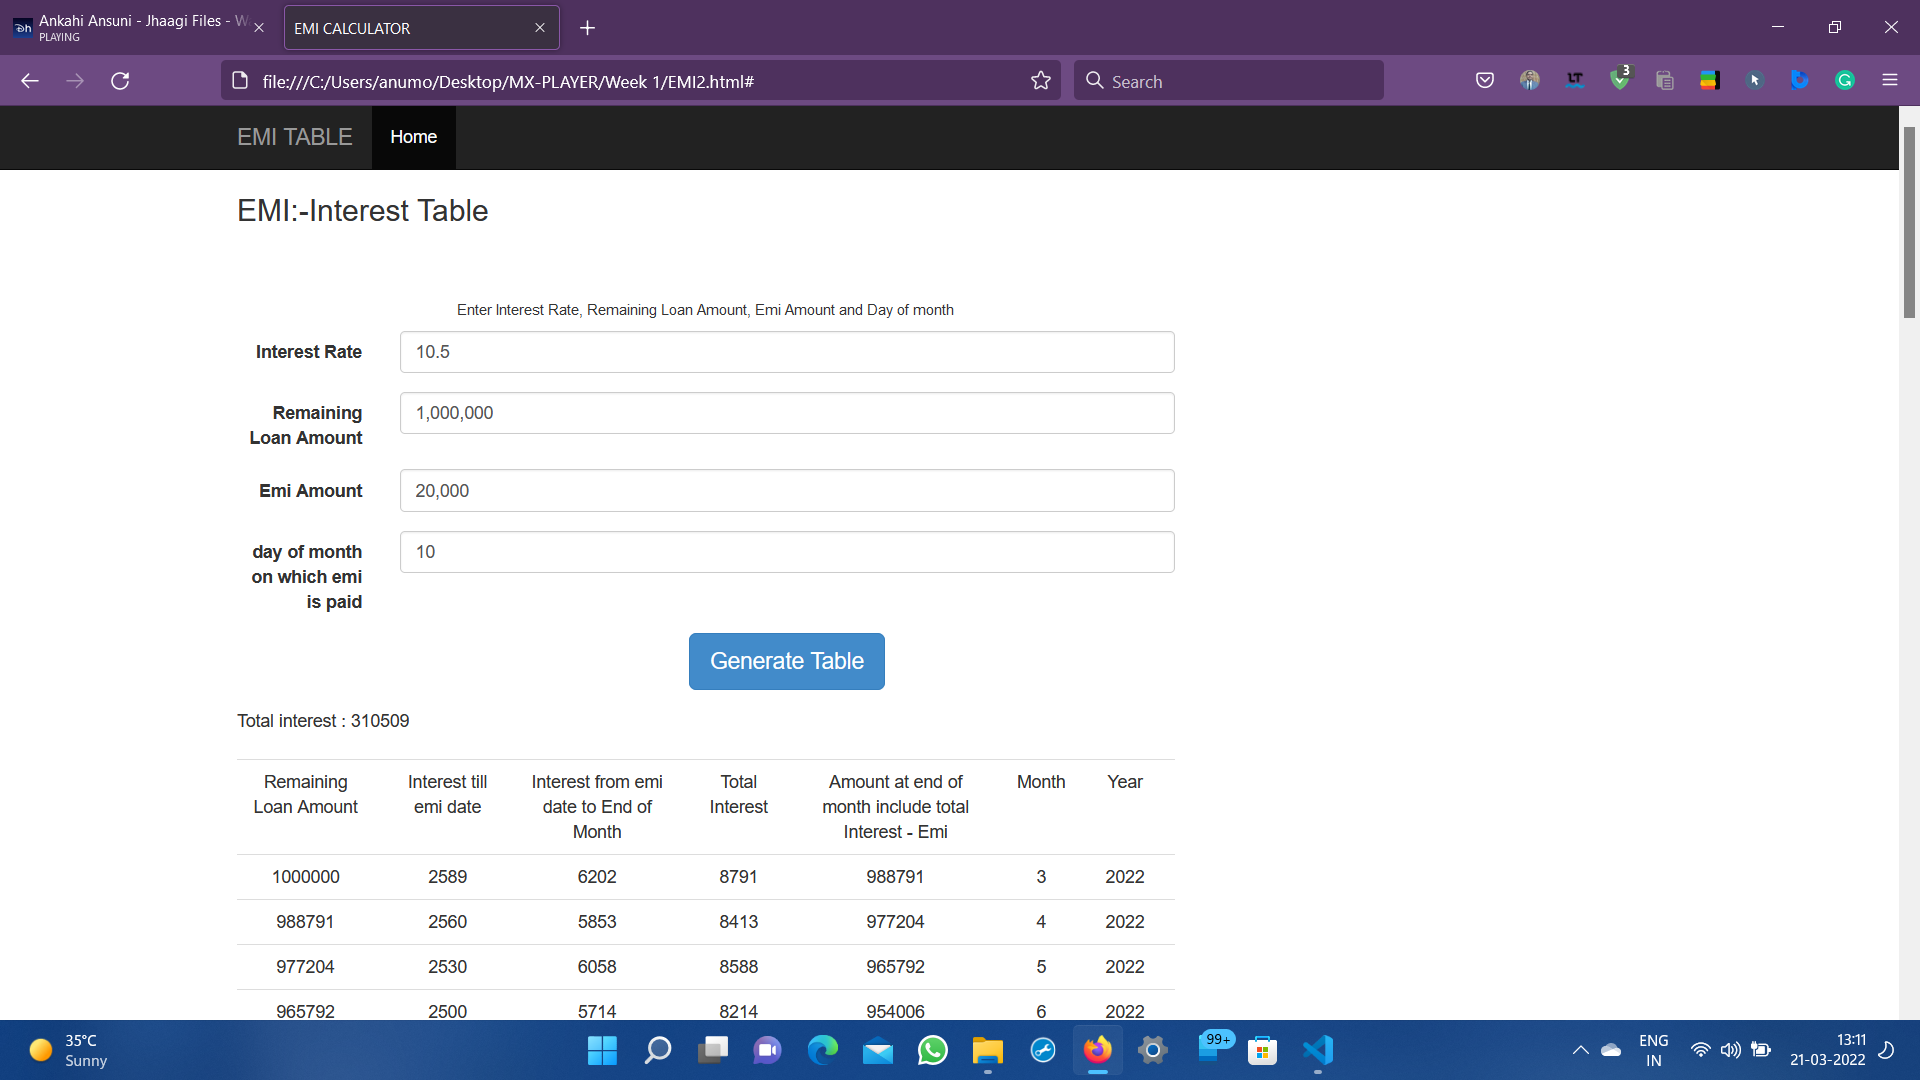 Ankahi Ansuni - Jhaagi Files - W
PLAYING
EMI CALCULATOR
file:///C:/Users/anumo/Desktop/MX-PLAYER/Week 1/EMI2.html#
Search
3
EMI TABLE Home
EMI:-Interest Table
Enter Interest Rate, Remaining Loan Amount, Emi Amount and Day of month
Interest Rate 10.5
Remaining Loan Amount 1,000,000
Emi Amount 20,000
day of month on which emi is paid 10
Generate Table
Total interest : 310509
Remaining Loan Amount Interest till emi date Interest from emi date to End of Month Total Interest Amount at end of month include total Interest - Emi Month Year
1000000 2589 6202 8791 988791 3 2022
988791 2560 5853 8413 977204 4 2022
977204 2530 6058 8588 965792 5 2022
965792 2500 5714 8214 954006 6 2022
35°C
Sunny
99+
ENG
IN
13:11
21-03-2022